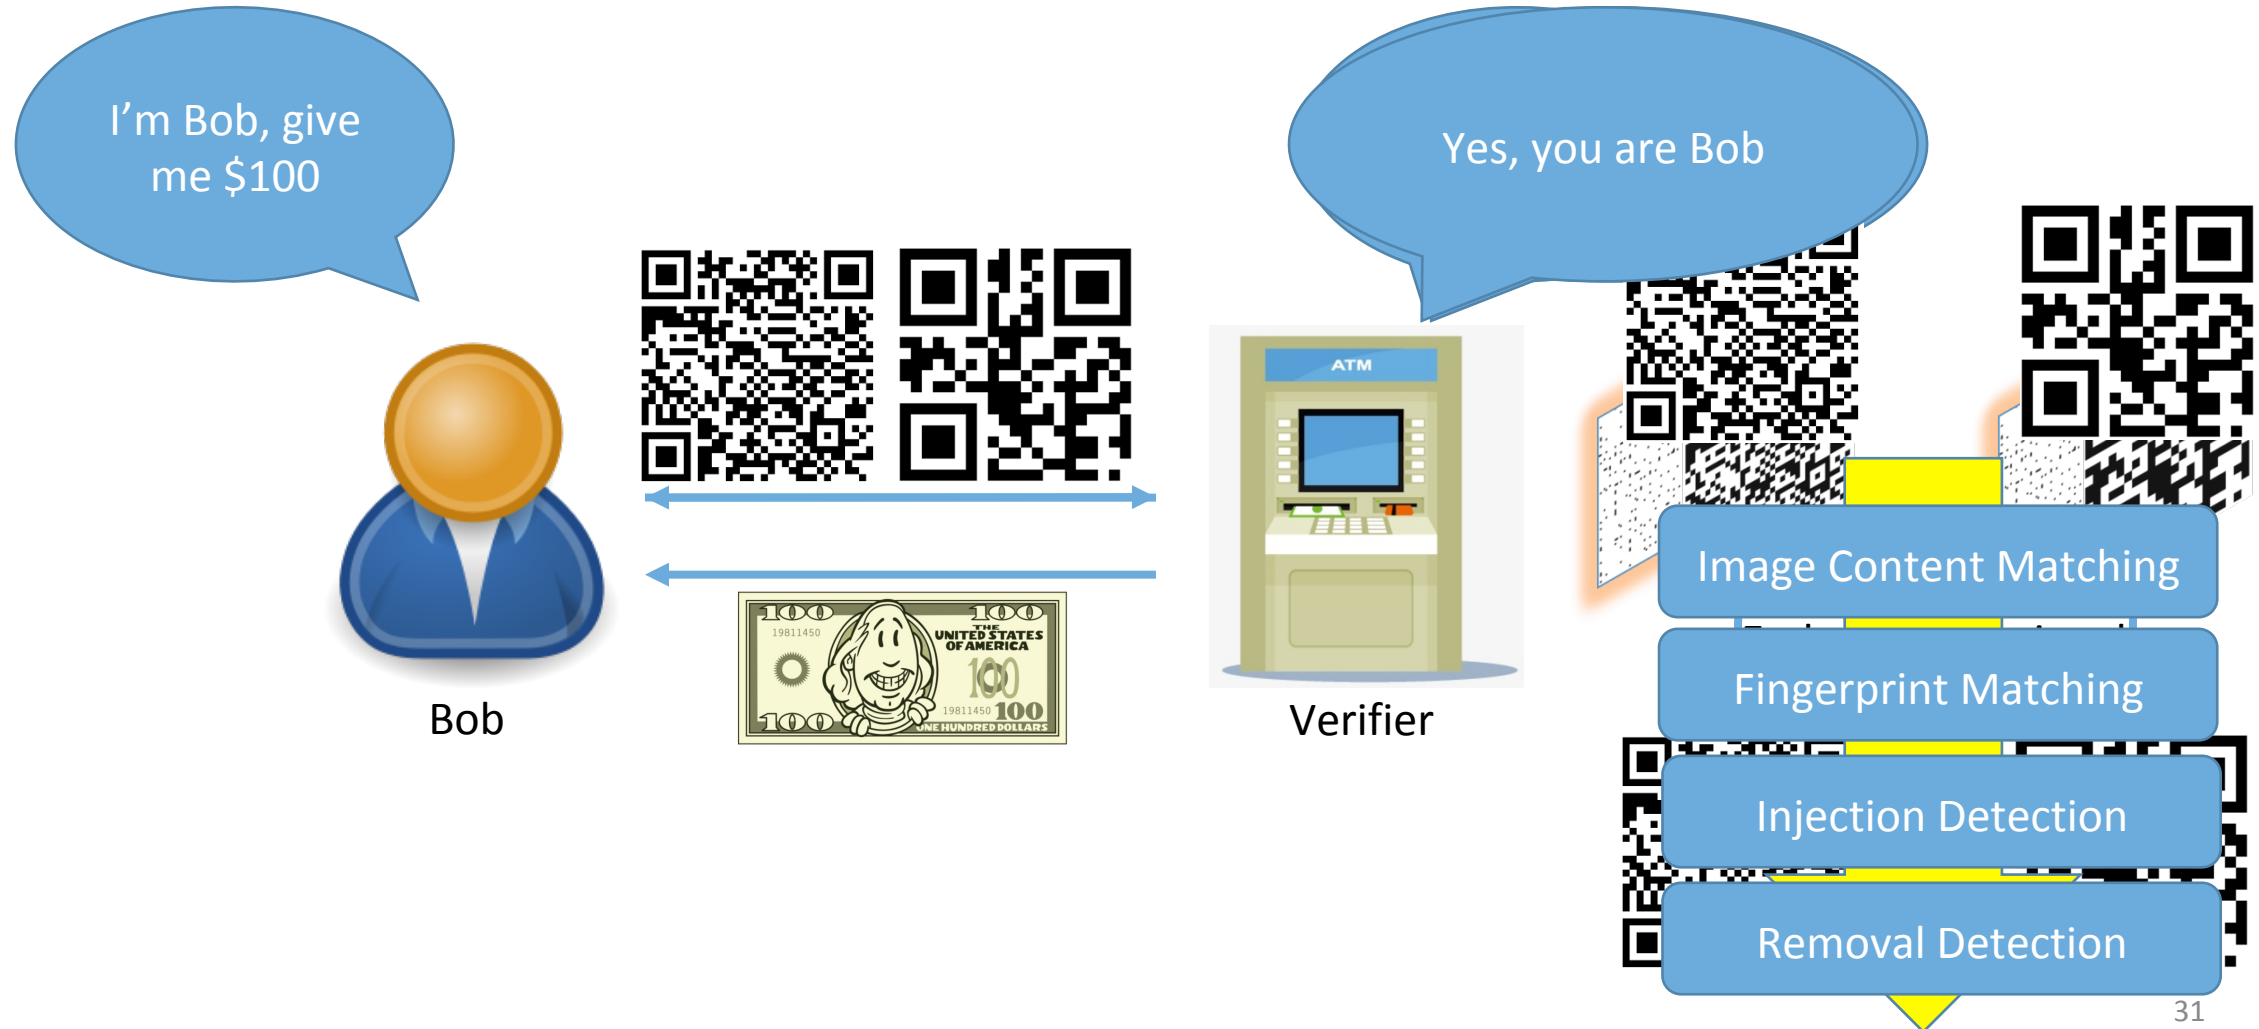 I'm Bob, give
me $100
Yes, you are Bob
ATM
Image Content Matching
100
100
19811450
THE
UNITED STATES
OF AMERICA
100
19811450
100
100
ONE HUNDRED DOLLARS
Fingerprint Matching
Bob
Verifier
Injection Detection
Removal Detection
31